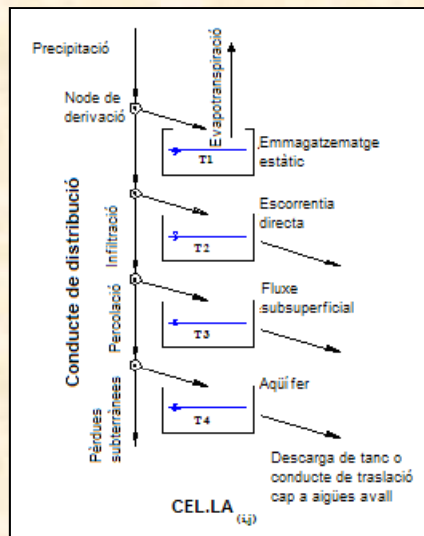 Precipitació
Node de
derivació
Evapotranspiració
Emmagatzematge
estàtic
T1
Conducte de distribució
Infiltració
Escorrentia
directa
T2
Percolació
Fluxe
subsuperficial
T3
Pèrdues
subterrànees
Aqüífer
T4
Descarga de tanc o
conducte de traslació
cap a aigües avall
CEL.LA (i,j)